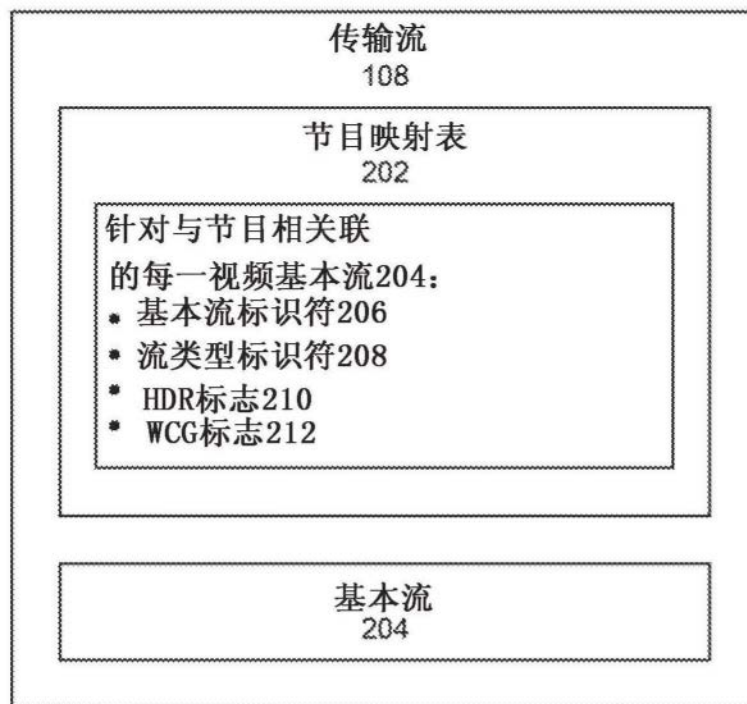 传输流
108
节目映射表
202
针对与节目相关联
的每一视频基本流204：
• 基本流标识符206
• 流类型标识符208
• HDR标志210
• WCG标志212
基本流
204